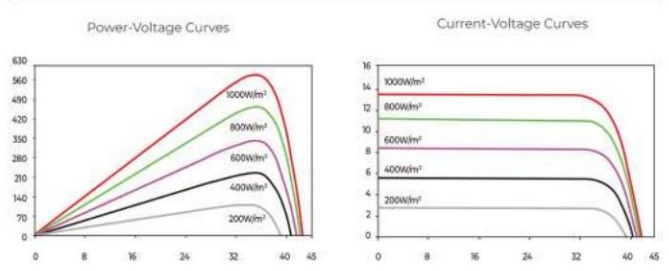 Power-Voltage Curves
630
560
490
420
350
280
210
140
70
0
1000W/m²
800W/m²
600W/m²
400W/m²
200W/m²
0 8 16 24 32 40 45
Current-Voltage Curves
16
14
12
10
8
6
4
2
0
1000W/m²
800W/m²
600W/m²
400W/m²
200W/m²
0 8 16 24 32 40 45